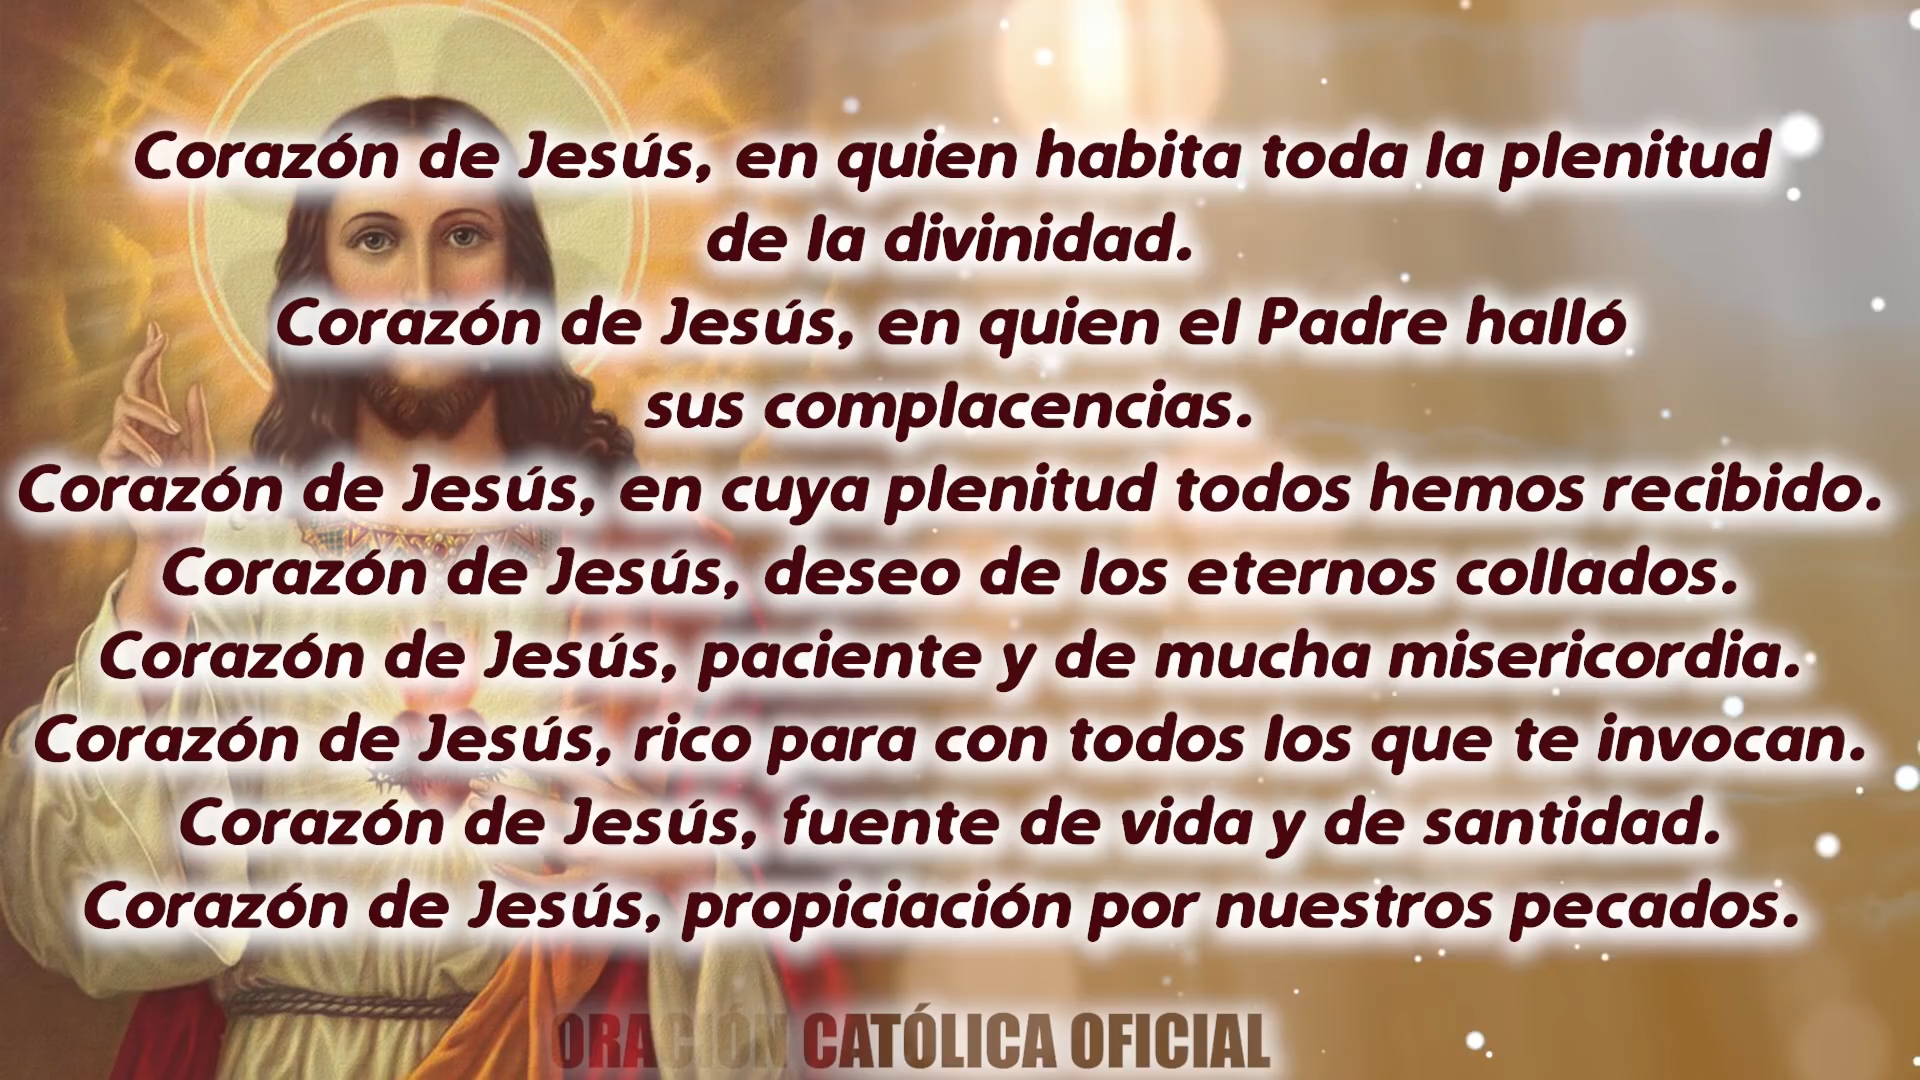 Corazón de Jesús, en quien habita toda la plenitud
de la divinidad.
Corazón de Jesús, en quien el Padre halló
sus complacencias.
Corazón de Jesús, en cuya plenitud todos hemos recibido.
Corazón de Jesús, deseo de los eternos collados.
Corazón de Jesús, paciente y de mucha misericordia.
Corazón de Jesús, rico para con todos los que te invocan.
Corazón de Jesús, fuente de vida y de santidad.
Corazón de Jesús, propiciación por nuestros pecados.
ORACIÓN CATÓLICA OFICIAL